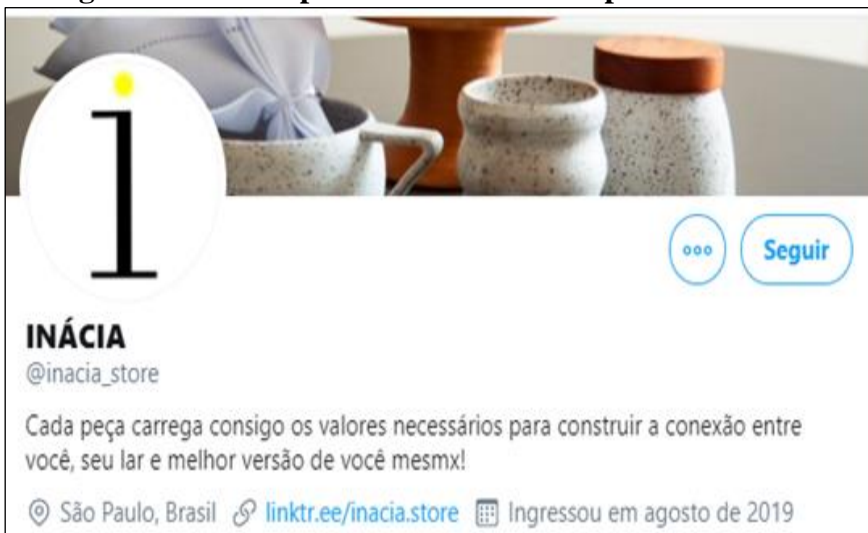 i
ooo
Seguir
INÁCIA
@inacia_store
Cada peça carrega consigo os valores necessários para construir a conexão entre
você, seu lar e melhor versão de você mesmx!
São Paulo, Brasil linktr.ee/inacia.store Ingressou em agosto de 2019